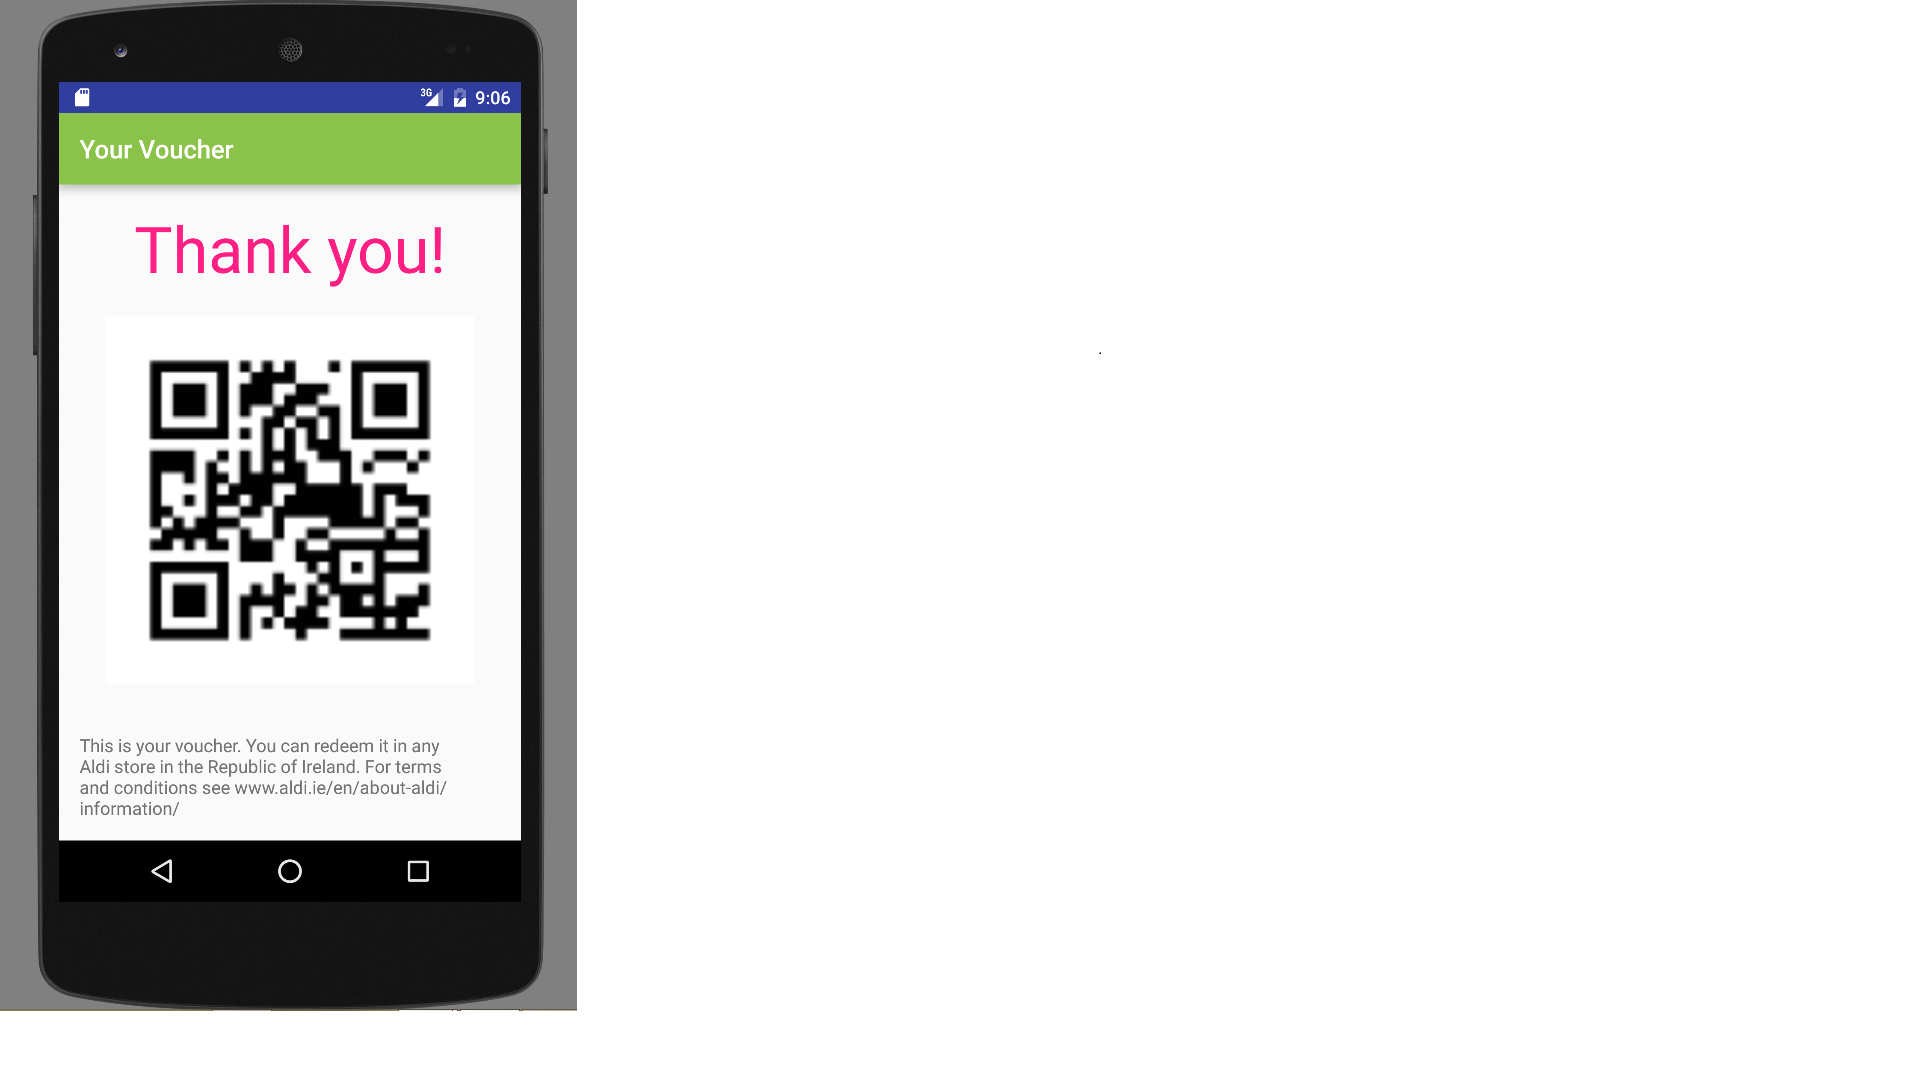 3G 9:06
Your Voucher
Thank you!
This is your voucher. You can redeem it in any
Aldi store in the Republic of Ireland. For terms
and conditions see www.aldi.ie/en/about-aldi/
information/